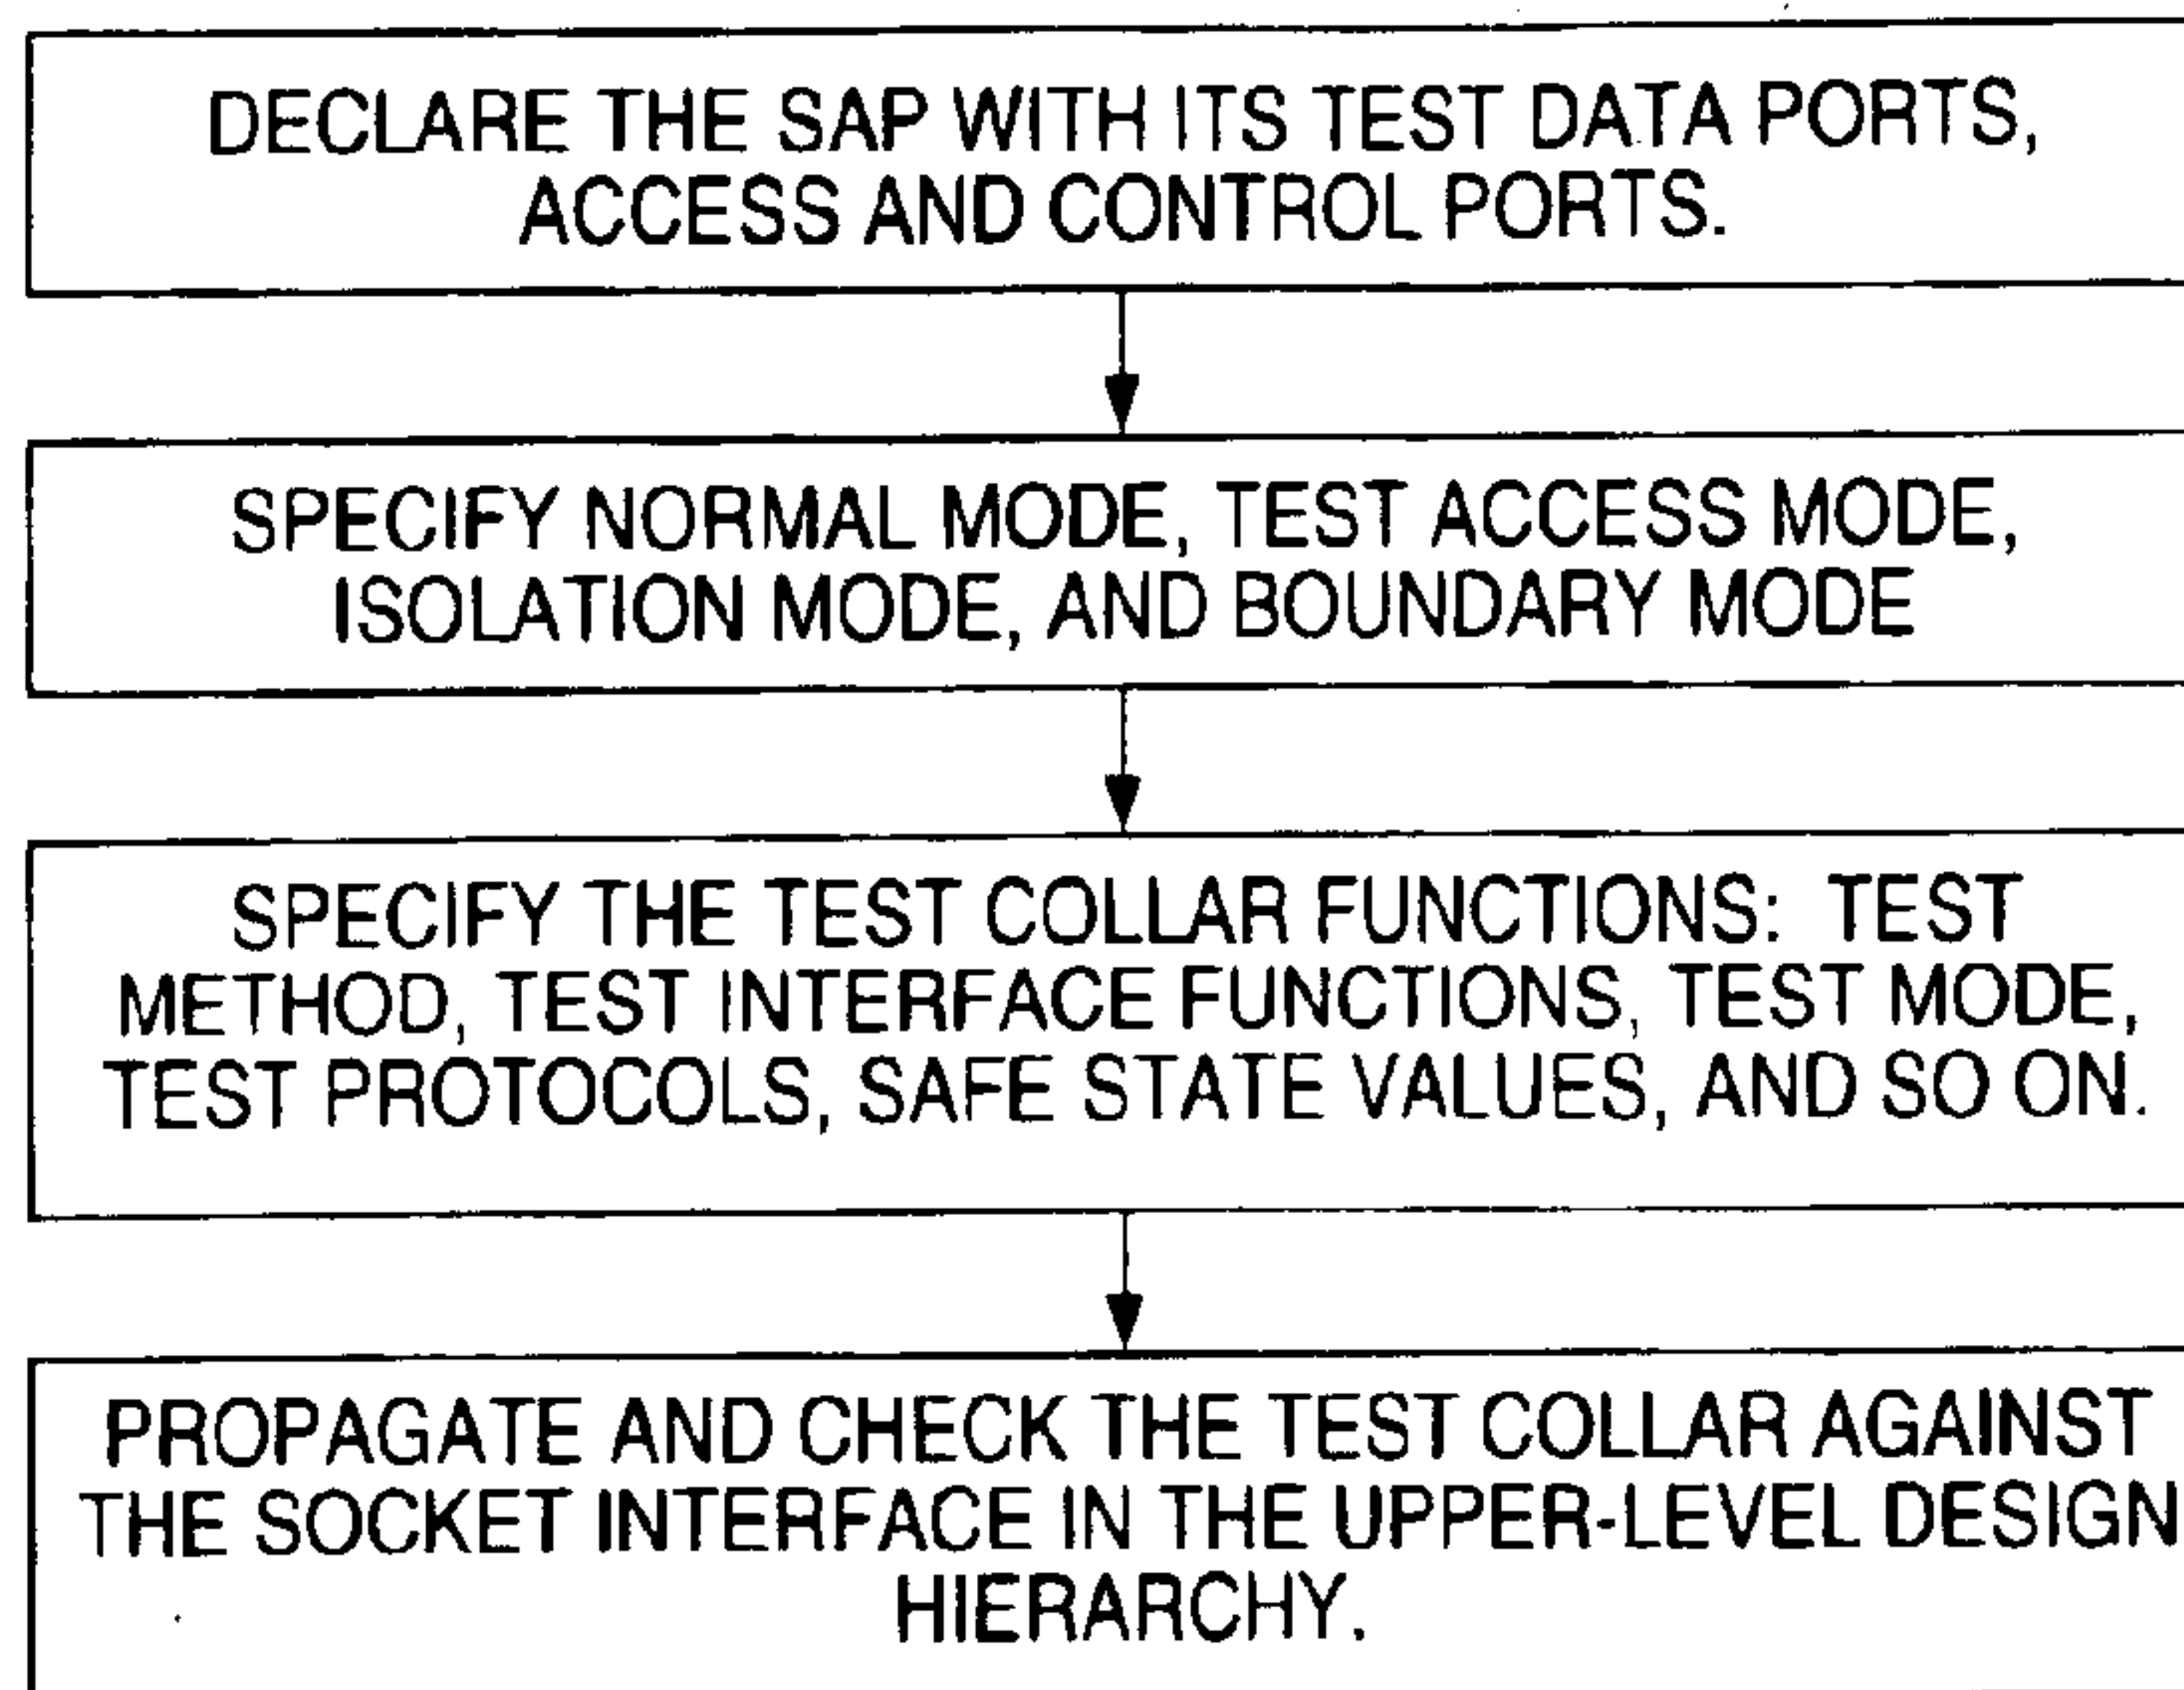 DECLARE THE SAP WITH ITS TEST DATA PORTS,
ACCESS AND CONTROL PORTS.
SPECIFY NORMAL MODE, TEST ACCESS MODE,
ISOLATION MODE, AND BOUNDARY MODE
SPECIFY THE TEST COLLAR FUNCTIONS: TEST
METHOD, TEST INTERFACE FUNCTIONS, TEST MODE,
TEST PROTOCOLS, SAFE STATE VALUES, AND SO ON.
PROPAGATE AND CHECK THE TEST COLLAR AGAINST
THE SOCKET INTERFACE IN THE UPPER-LEVEL DESIGN
HIERARCHY.